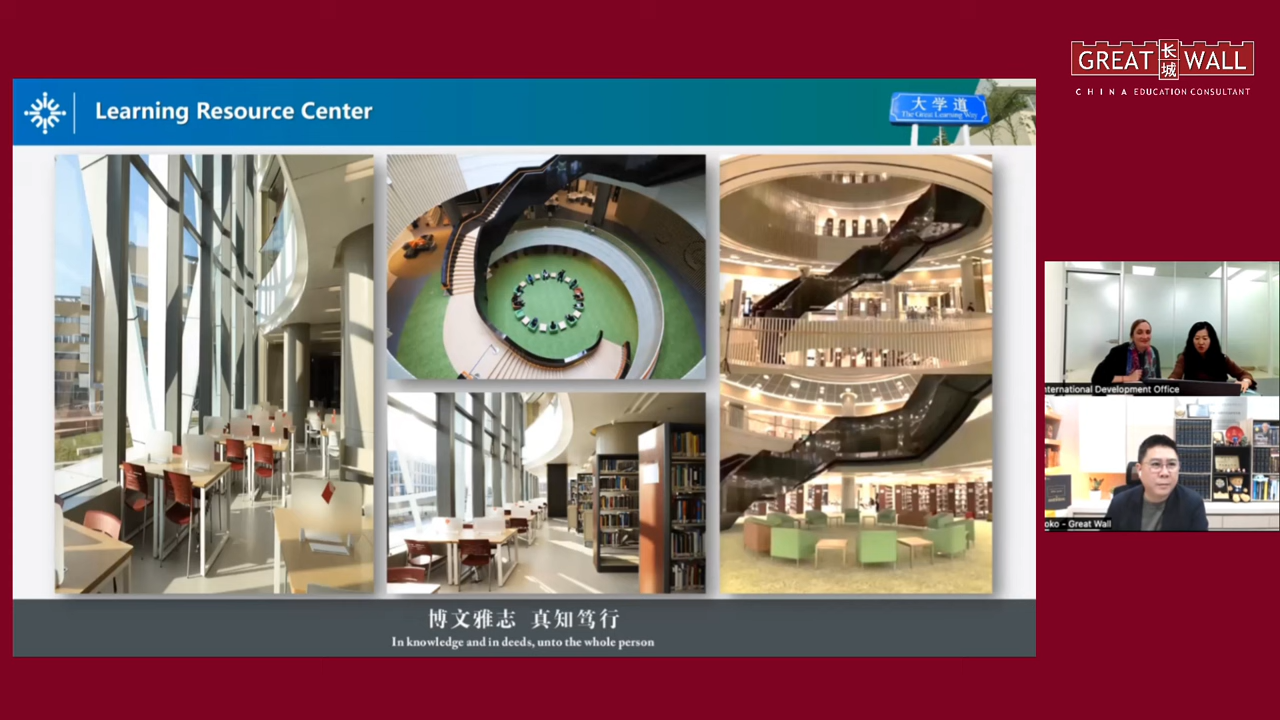 GREAT 长城 WALL
CHINA EDUCATION CONSULTANT
Learning Resource Center
大学道
The Great Learning Way
nternational Development Office
oko - Great Wall
博文雅志 真知笃行
In knowledge and in deeds, unto the whole person